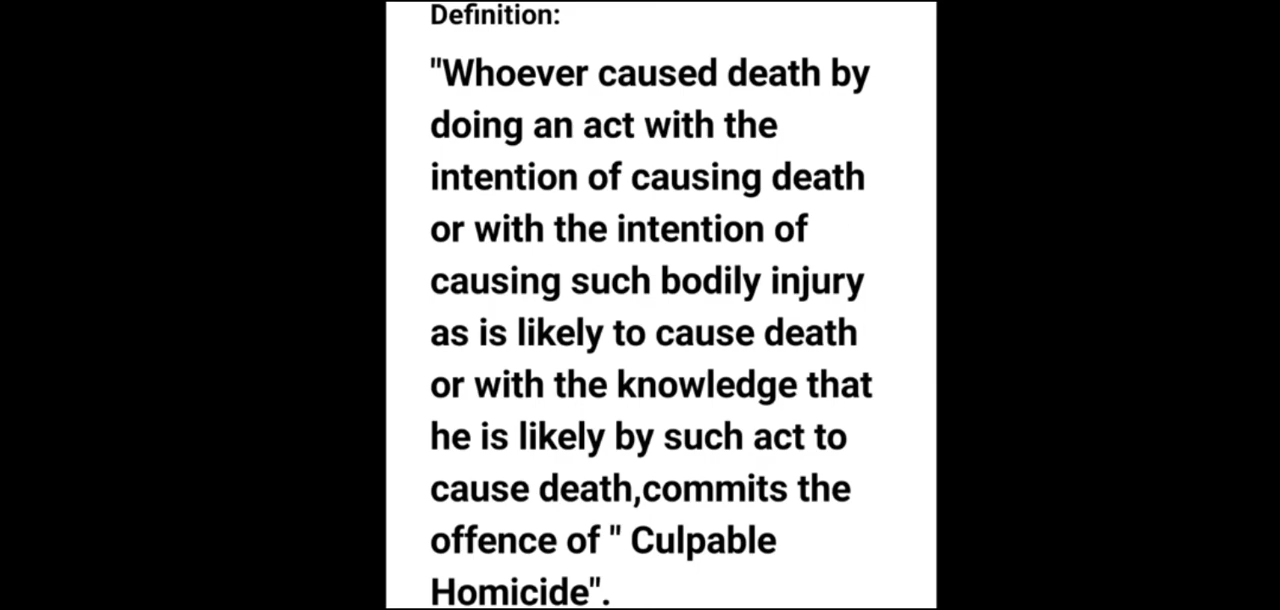 Definition:
"Whoever caused death by
doing an act with the
intention of causing death
or with the intention of
causing such bodily injury
as is likely to cause death
or with the knowledge that
he is likely by such act to
cause death,commits the
offence of " Culpable
Homicide".